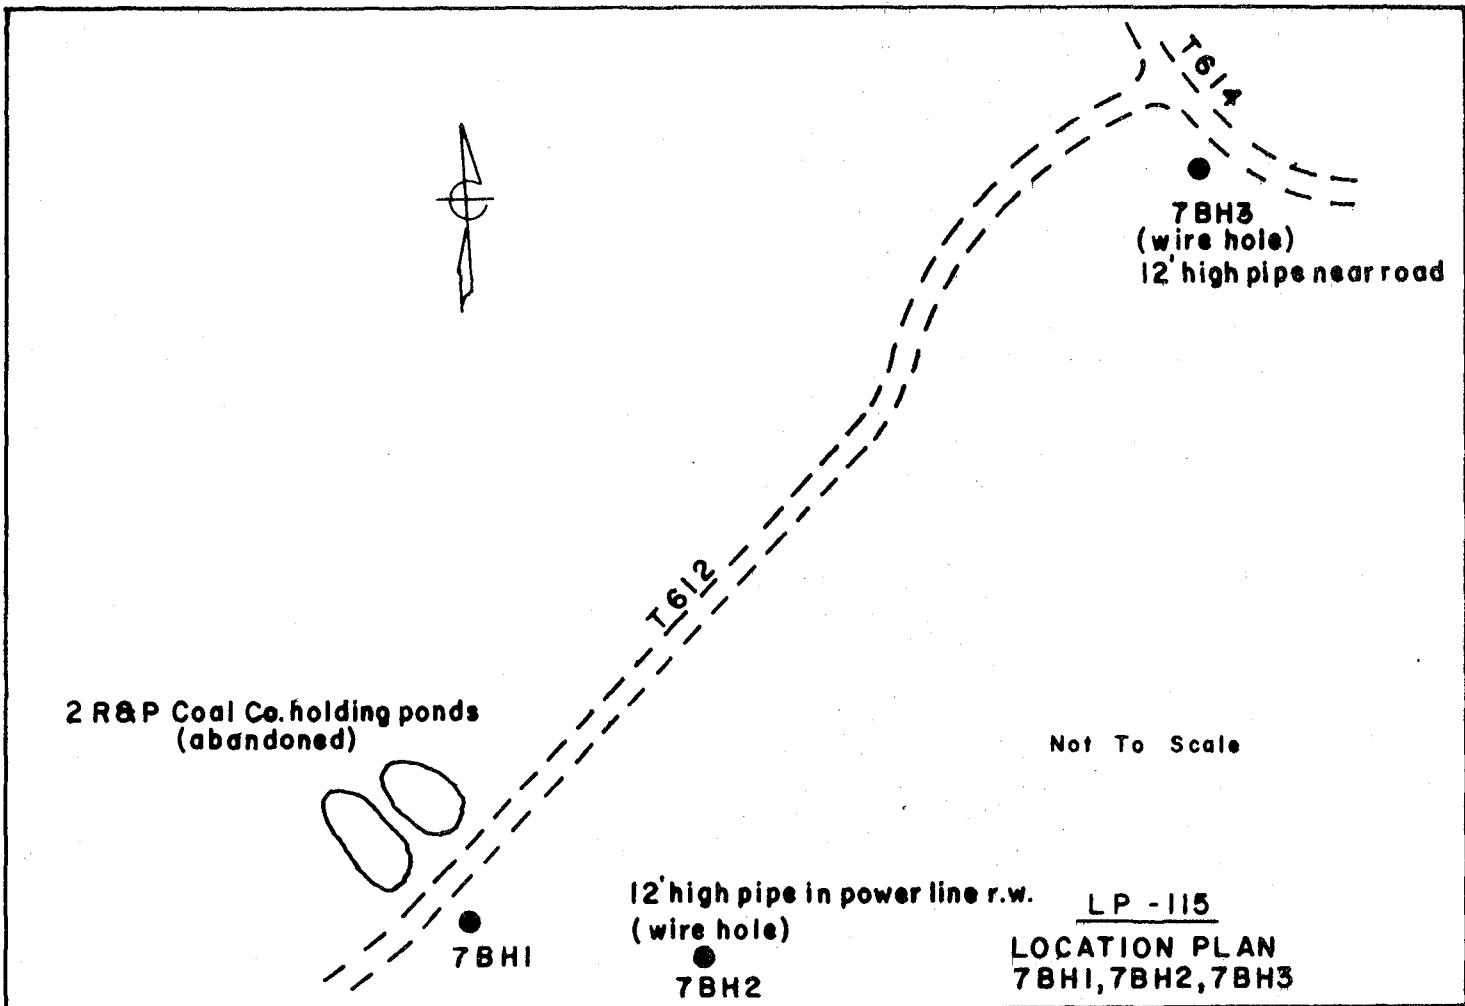 T614
7BH3
(wire hole)
12' high pipe near road
T612
2 R&P Coal Co. holding ponds
(abandoned)
Not To Scale
12' high pipe in power line r.w.
(wire hole)
7BH1
7BH2
LP-115
LOCATION PLAN
7BH1, 7BH2, 7BH3